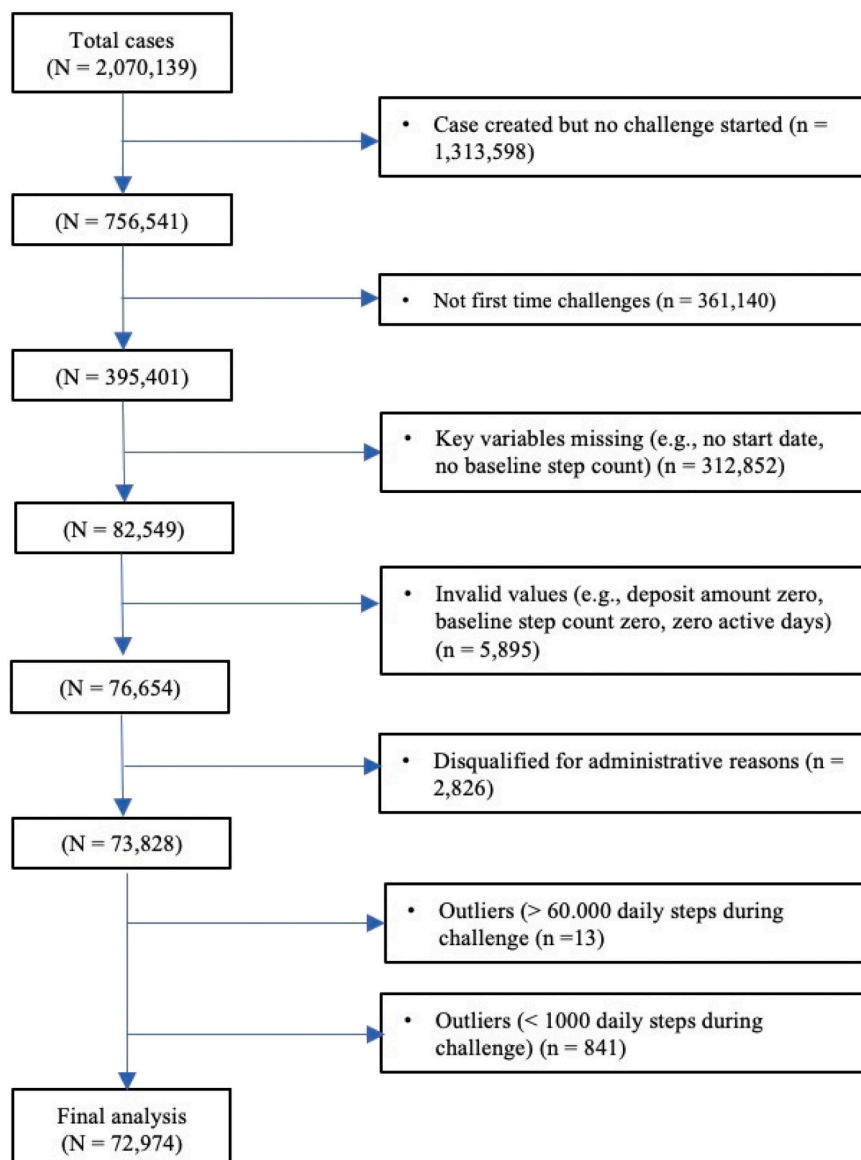 Total cases
(N = 2,070,139)
• Case created but no challenge started (n =
1,313,598)
(N = 756,541)
• Not first time challenges (n = 361,140)
(N = 395,401)
• Key variables missing (e.g., no start date,
no baseline step count) (n = 312,852)
(N = 82,549)
• Invalid values (e.g., deposit amount zero,
baseline step count zero, zero active days)
(n = 5,895)
(N = 76,654)
• Disqualified for administrative reasons (n =
2,826)
(N = 73,828)
• Outliers (> 60.000 daily steps during
challenge (n =13)
• Outliers (< 1000 daily steps during
challenge) (n = 841)
Final analysis
(N = 72,974)